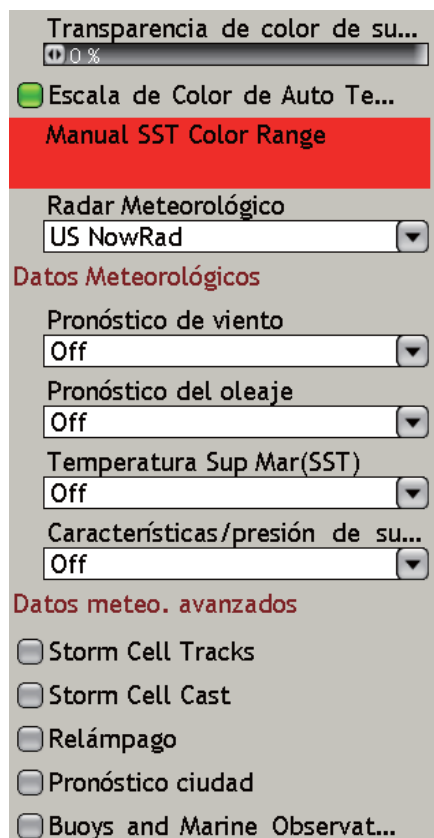 Transparencia de color de su...
0 %
Escala de Color de Auto Te...
Manual SST Color Range
Radar Meteorológico
US NowRad
Datos Meteorológicos
Pronóstico de viento
Off
Pronóstico del oleaje
Off
Temperatura Sup Mar(SST)
Off
Características/presión de su...
Off
Datos meteo. avanzados
Storm Cell Tracks
Storm Cell Cast
Relámpago
Pronóstico ciudad
Buoys and Marine Observat...